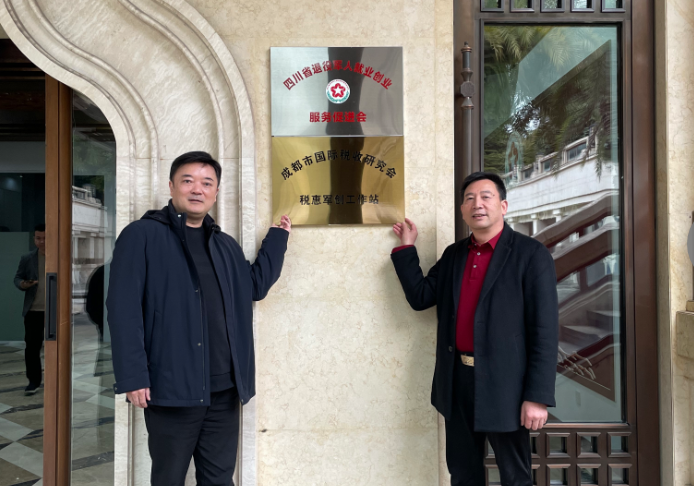 四川省退役军人就业创业
服务促进会
成都市国际税收研究会
税惠军创工作站